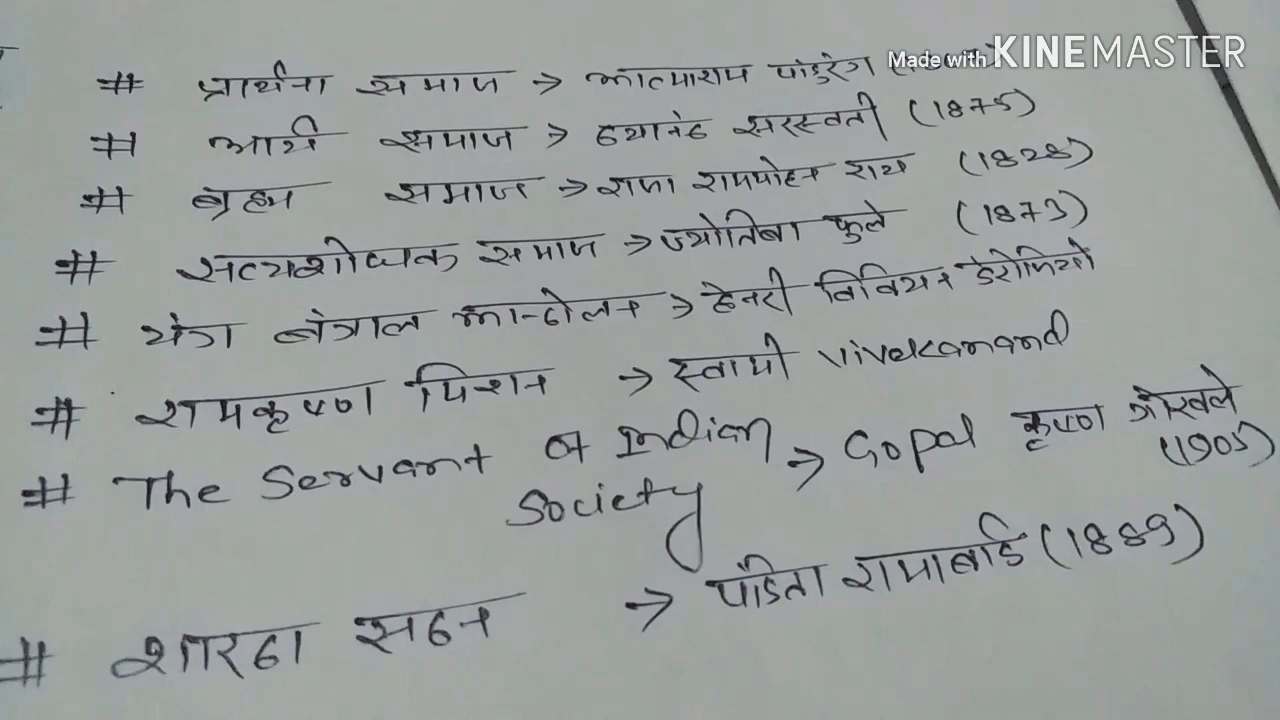 Made with KINEMASTER
# प्रार्थना समाज → आत्माराम पांडुरंग
# आर्य समाज → दयानंद सरस्वती (1875)
# ब्रह्म समाज → राजा राममोहन राय (1828)
# सत्यशोधक समाज → ज्योतिबा फुले (1873)
# यंग बंगाल आन्दोलन → हेनरी विवियन डेरोजियो
# रामकृष्ण मिशन → स्वामी Vivekanand
# The Servant of Indian Society → Gopal कृष्ण गोखले (1905)
# शारदा सदन → पंडिता रामाबाई (1889)